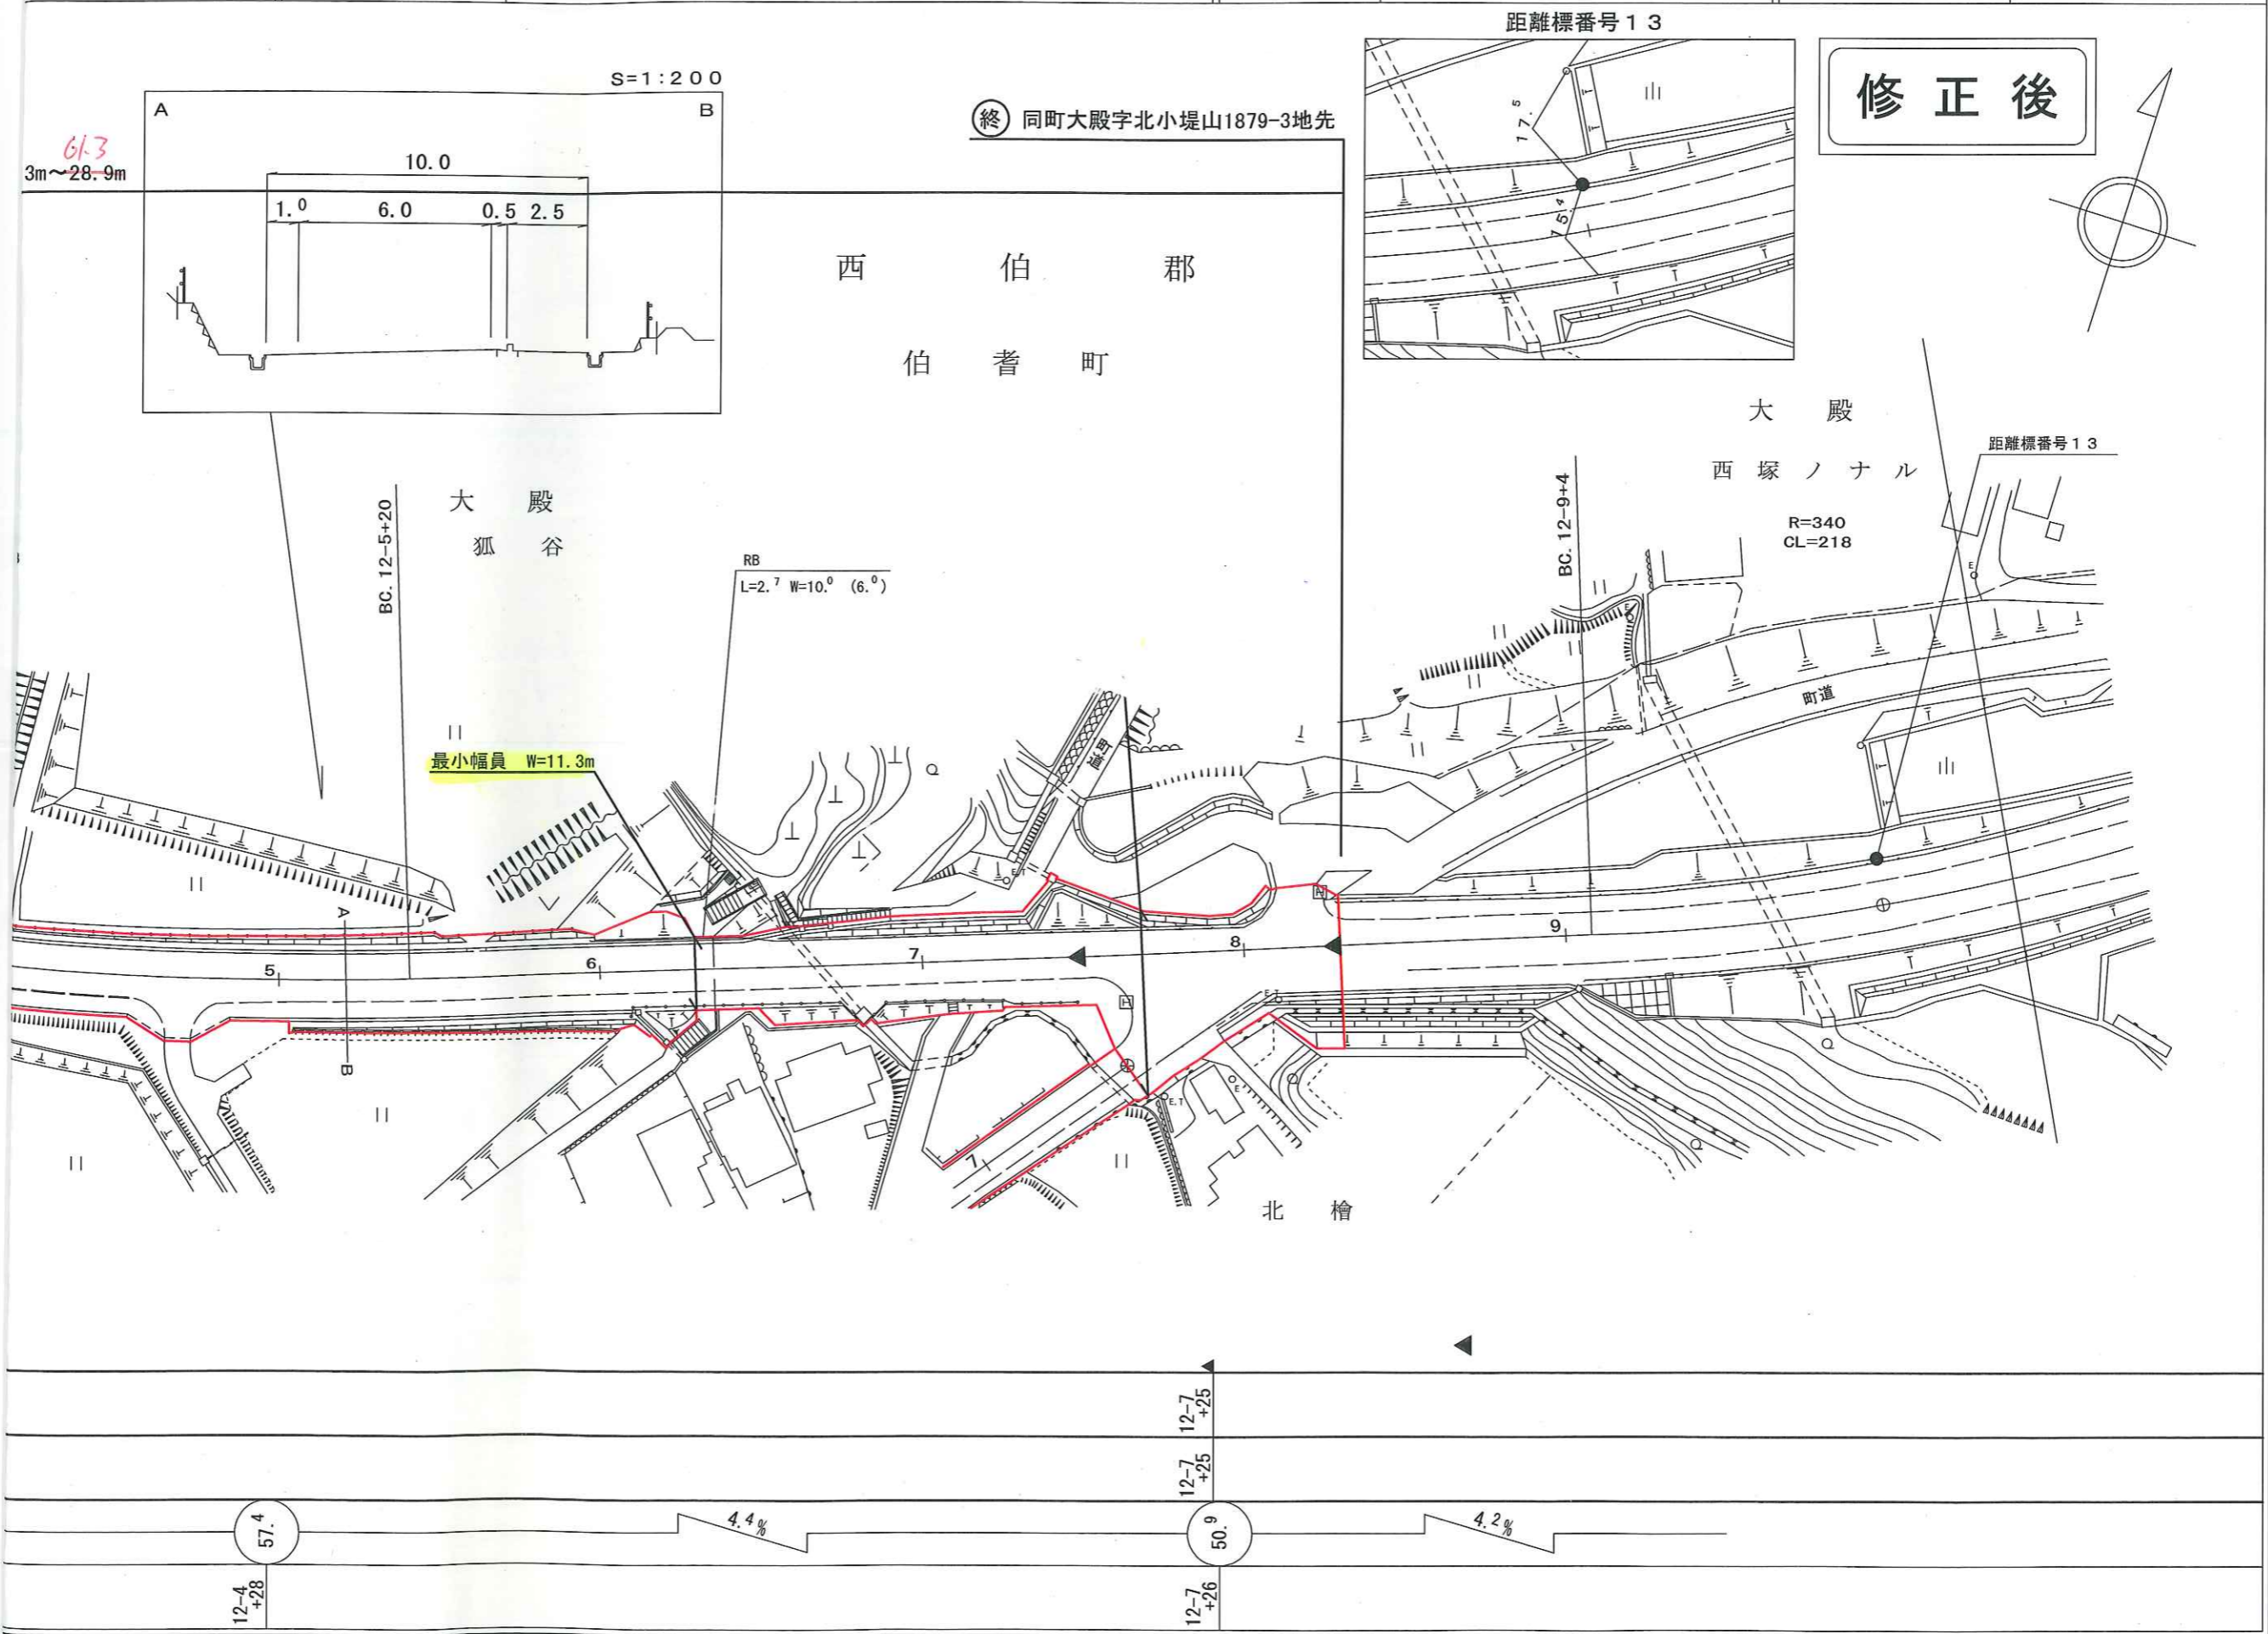 距離標番号13
修正後
S=1:200
A
B
10.0
1.0
6.0
0.5
2.5
61.3
3m~28.9m
終 同町大殿字北小堤山1879-3地先
17.5
15.4
西伯郡
伯耆町
大殿
西塚ノナル
距離標番号13
R=340
CL=218
BC. 12-9+4
大殿
狐谷
BC. 12-5+20
RB
L=2.7 W=10.0 (6.0)
最小幅員 W=11.3m
町道
町道
E
E
E.T
A
5
6
7
8
9
B
H
H
E.T
E.T
E
7
北檜
12-7
+25
12-7
+25
57.4
4.4%
50.9
4.2%
12-4
+28
12-7
+26